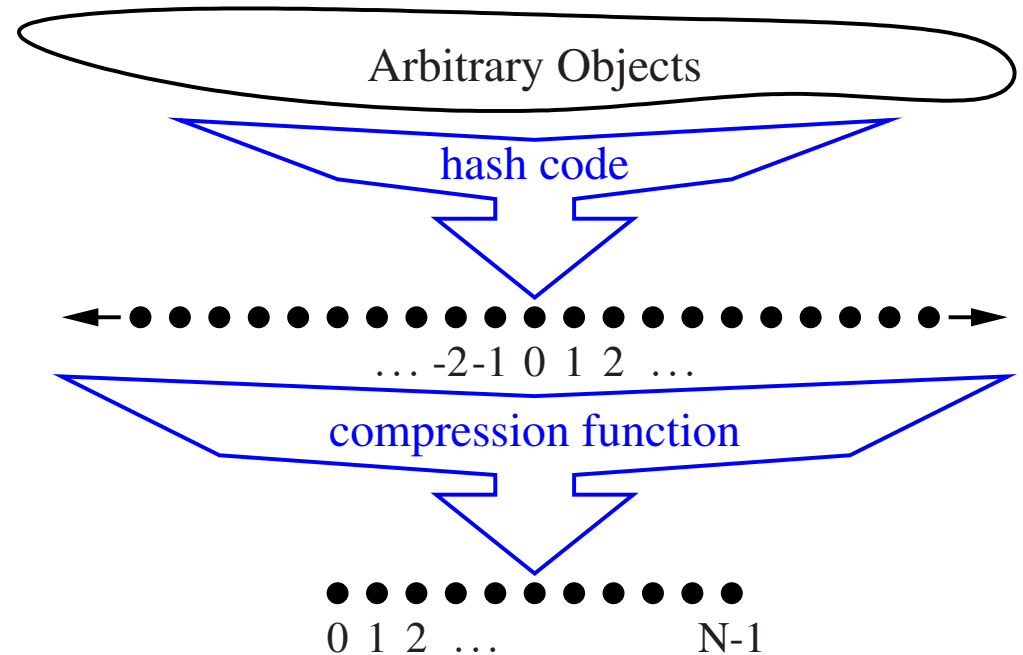 Arbitrary Objects
hash code
... -2 -1 0 1 2 ...
compression function
0 1 2 ... N-1